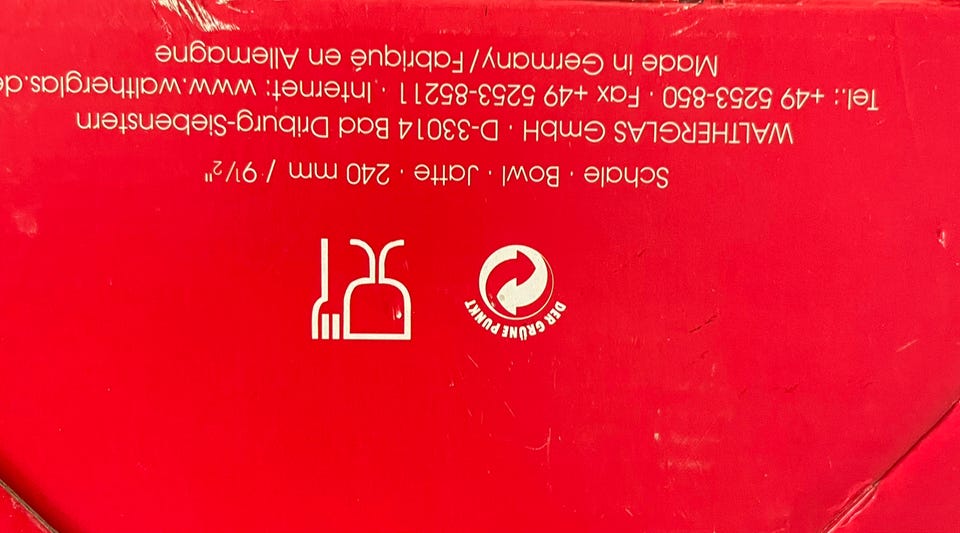 DER GRÜNE PUNKT
Schale · Bowl · Jatte · 240 mm / 9½"
WALTHERGLAS GmbH · D-33014 Bad Driburg-Siebenstern
Tel.: +49 5253-850 · Fax +49 5253-85211 · Internet: www.waltherglas.de
Made in Germany/Fabriqué en Allemagne